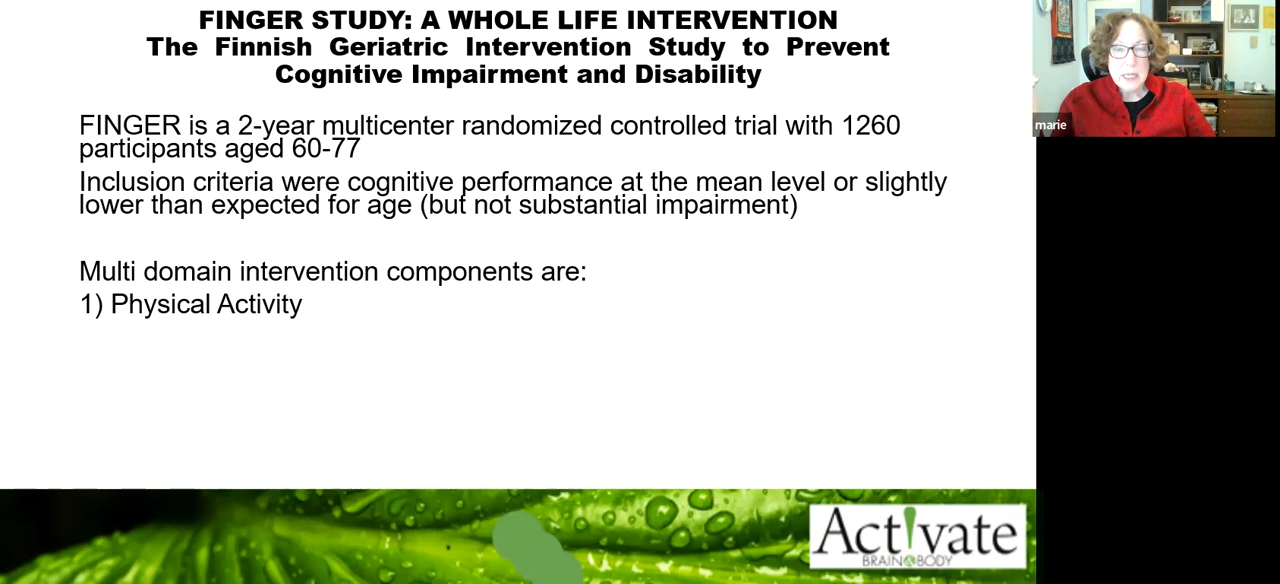 FINGER STUDY: A WHOLE LIFE INTERVENTION
The Finnish Geriatric Intervention Study to Prevent
Cognitive Impairment and Disability
FINGER is a 2-year multicenter randomized controlled trial with 1260
participants aged 60-77
Inclusion criteria were cognitive performance at the mean level or slightly
lower than expected for age (but not substantial impairment)
Multi domain intervention components are:
1) Physical Activity
marie
Act!vate
BRAIN & BODY